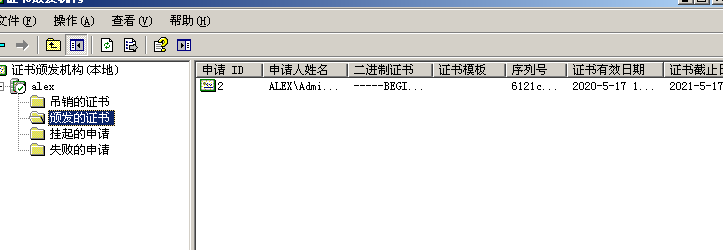 证书颁发机构
文件(F) 操作(A) 查看(V) 帮助(H)
证书颁发机构(本地)
alex
吊销的证书
颁发的证书
挂起的申请
失败的申请
申请 ID 申请人姓名 二进制证书 证书模板 序列号 证书有效日期 证书截止日
2 ALEX\Admi... -----BEGI... 6121c... 2020-5-17 1... 2021-5-17